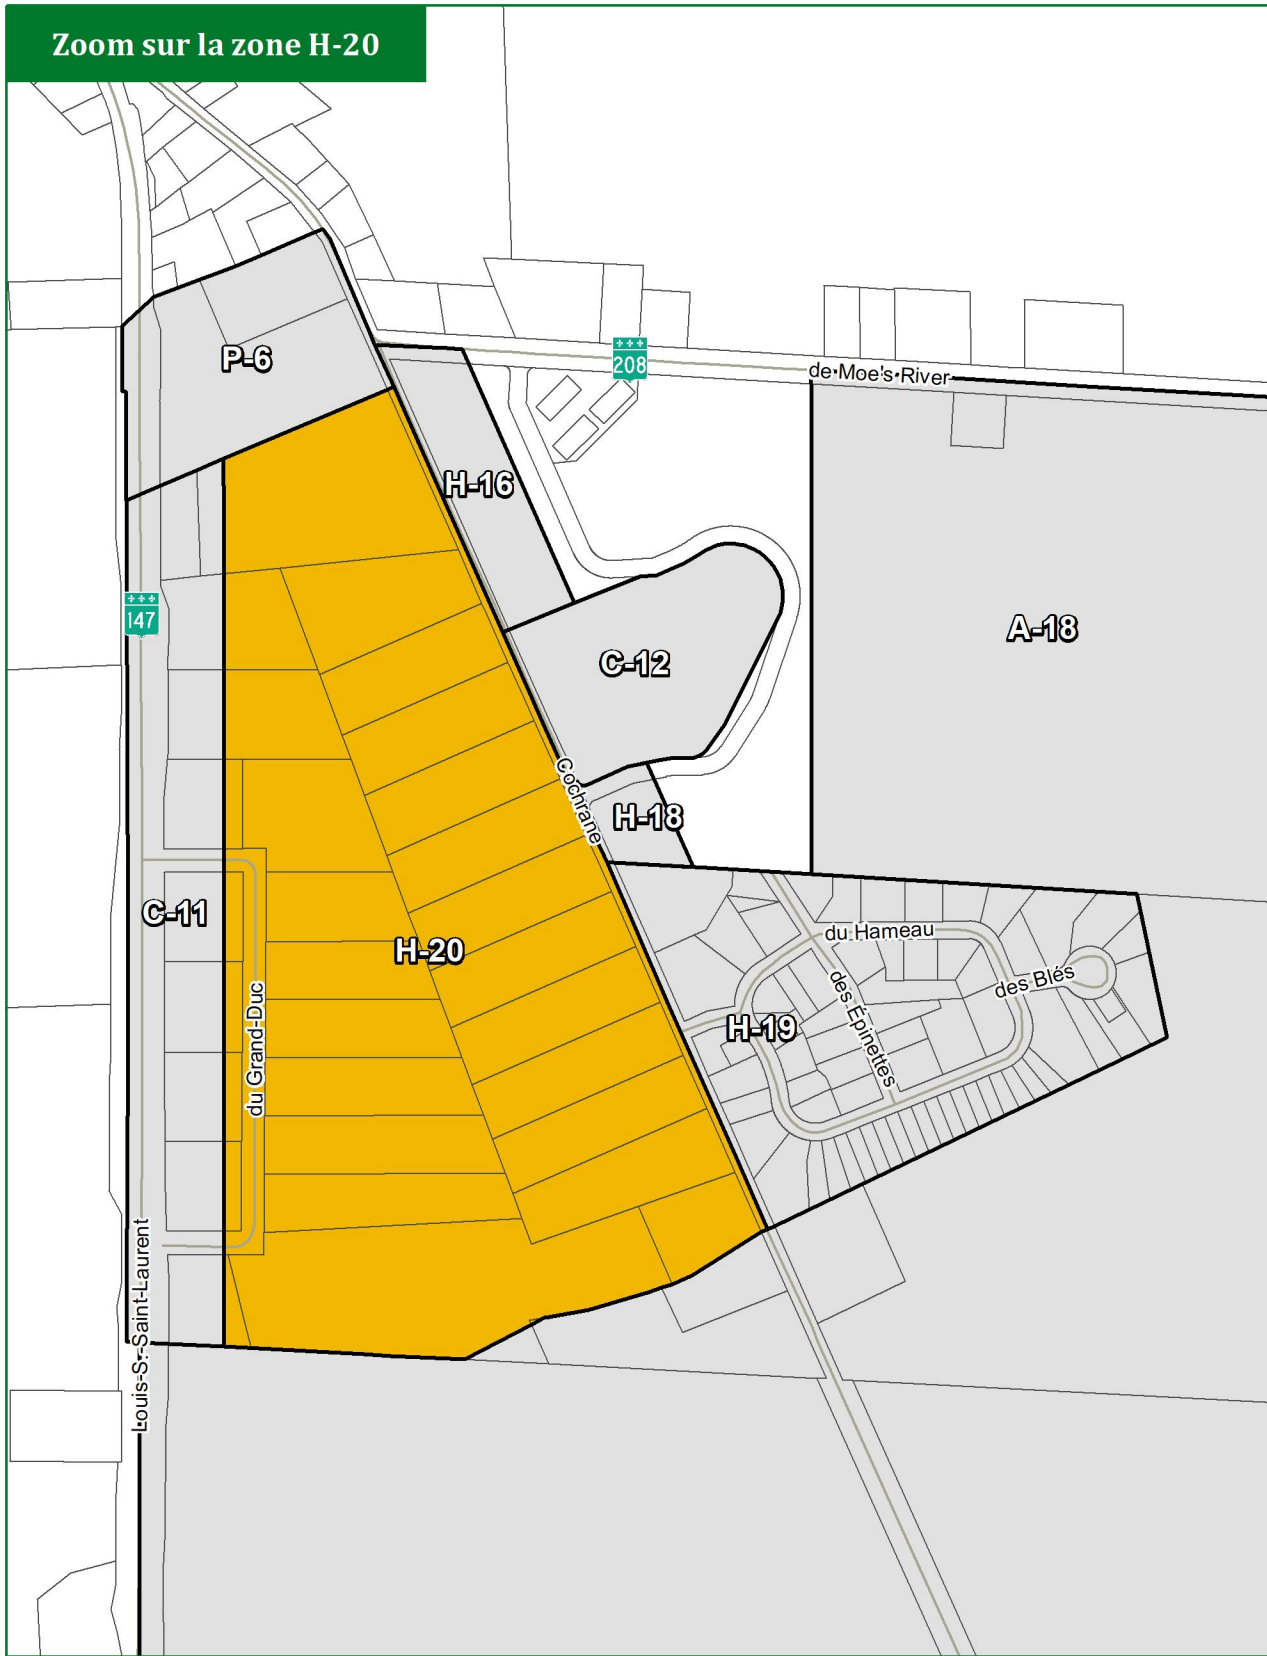 Zoom sur la zone H-20
P-6
208
de Moe's River
H-16
147
A-18
C-12
Cochrane
H-18
C-11
H-20
du Hameau
des Blés
des Épinettes
H-19
du Grand-Duc
Louis-S.-Saint-Laurent